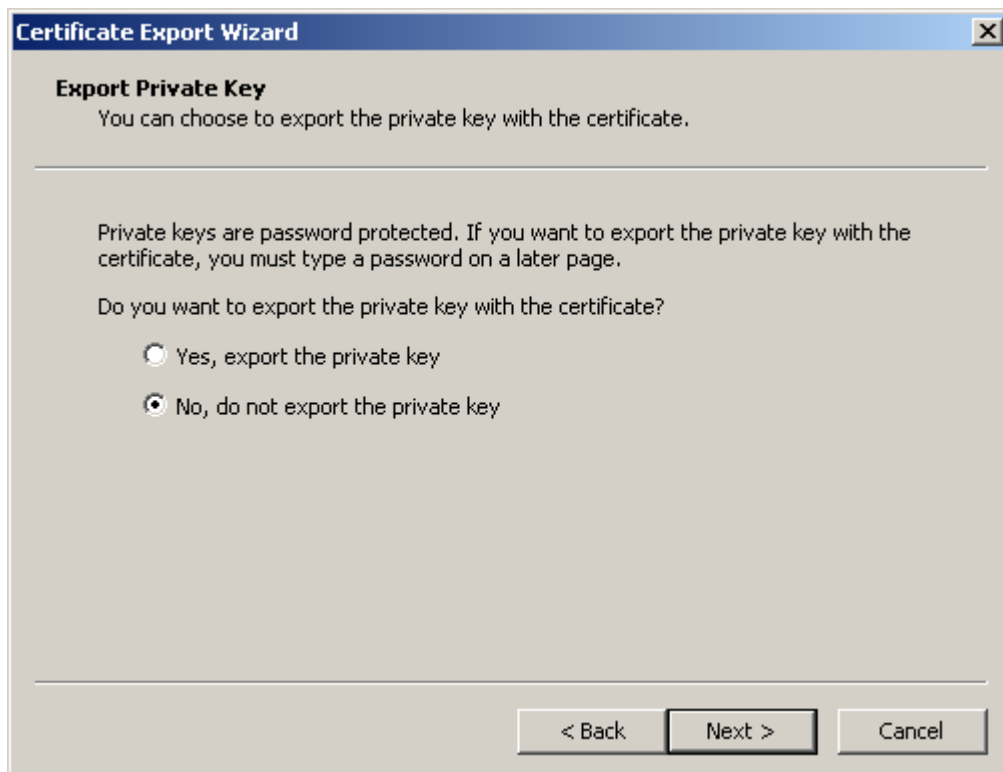 Certificate Export Wizard
Export Private Key
You can choose to export the private key with the certificate.
Private keys are password protected. If you want to export the private key with the
certificate, you must type a password on a later page.
Do you want to export the private key with the certificate?
Yes, export the private key
No, do not export the private key
< Back
Next >
Cancel